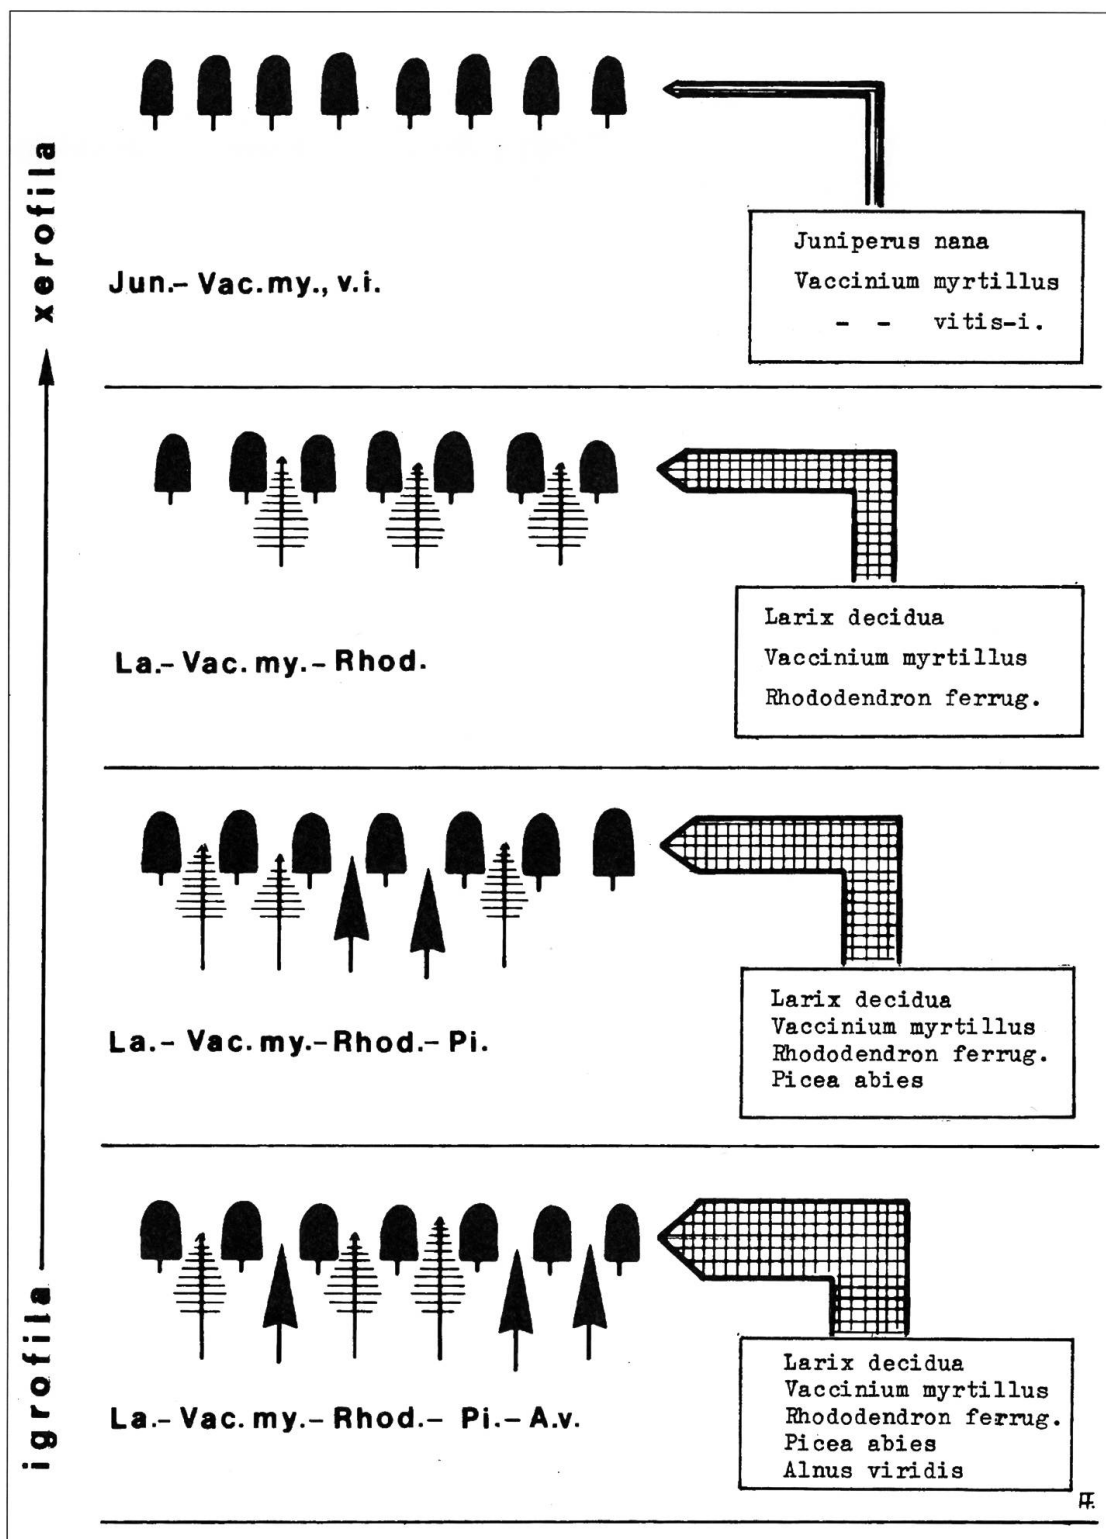 xerofila
igrofila
Jun.- Vac.my., v.i.
Juniperus nana
Vaccinium myrtillus
- - vitis-i.
La.- Vac. my.- Rhod.
Larix decidua
Vaccinium myrtillus
Rhododendron ferrug.
La.- Vac. my.- Rhod.- Pi.
Larix decidua
Vaccinium myrtillus
Rhododendron ferrug.
Picea abies
La.- Vac. my.- Rhod.- Pi.- A.v.
Larix decidua
Vaccinium myrtillus
Rhododendron ferrug.
Picea abies
Alnus viridis